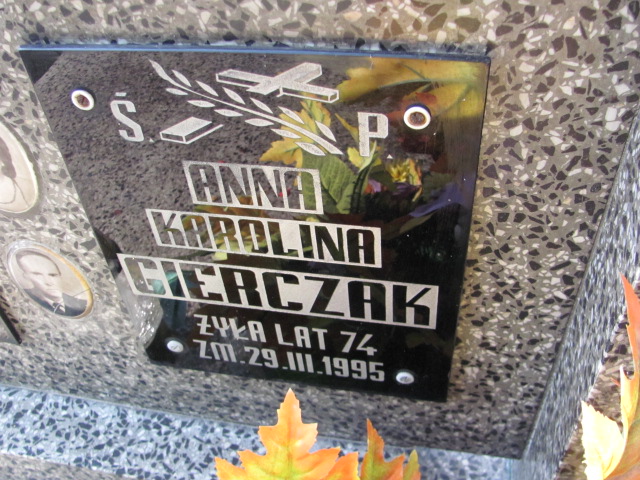 Ś. P
ANNA
KAROLINA
GIERCZAK
ŻYŁA LAT 74
ZM. 29.III.1995